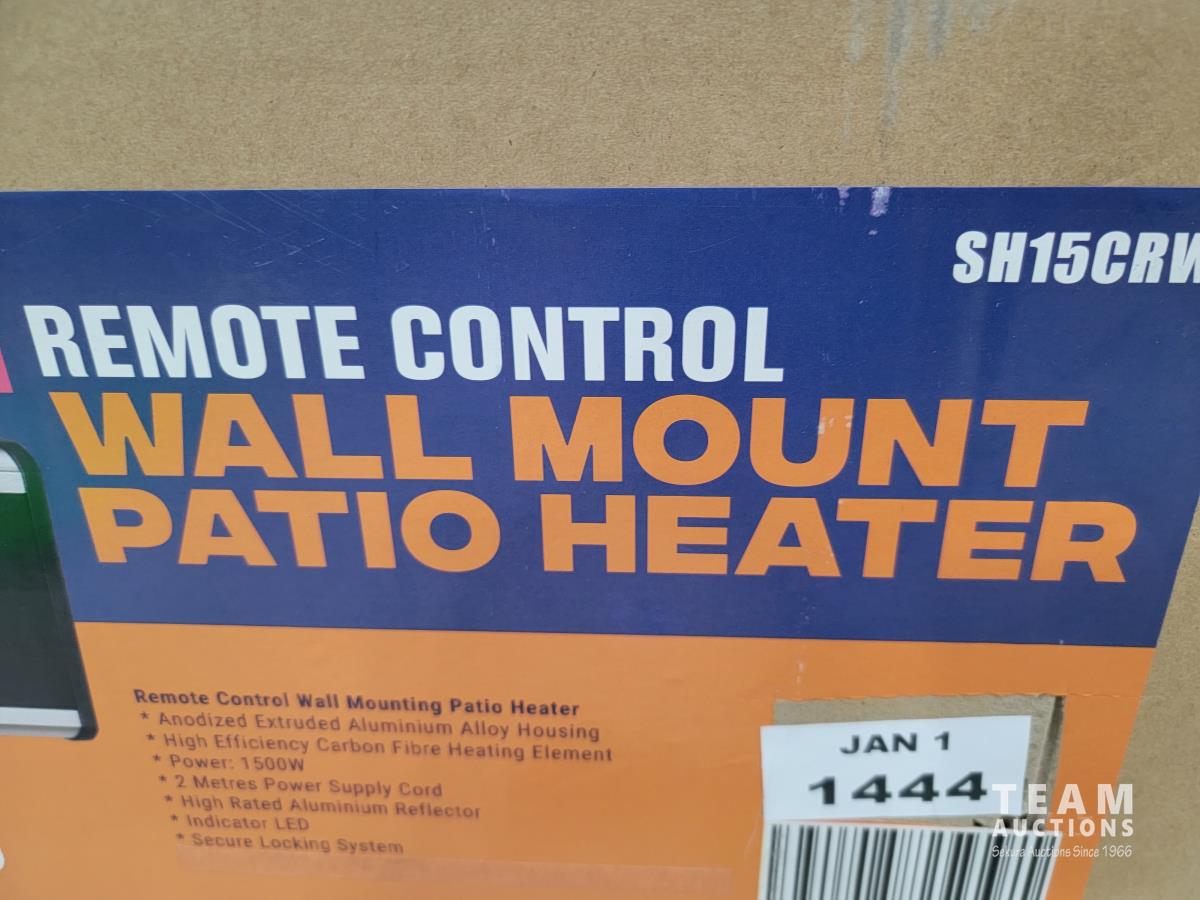 REMOTE CONTROL
WALL MOUNT
PATIO HEATER
Remote Control Wall Mounting Patio Heater
* Anodized Extruded Aluminium Alloy Housing
* High Efficiency Carbon Fibre Heating Element
* Power: 1500W
* 2 Metres Power Supply Cord
* High Rated Aluminium Reflector
* Indicator LED
* Secure Locking System
JAN 1
1444
TEAM
AUCTIONS
Sekura Auctions Since 1966